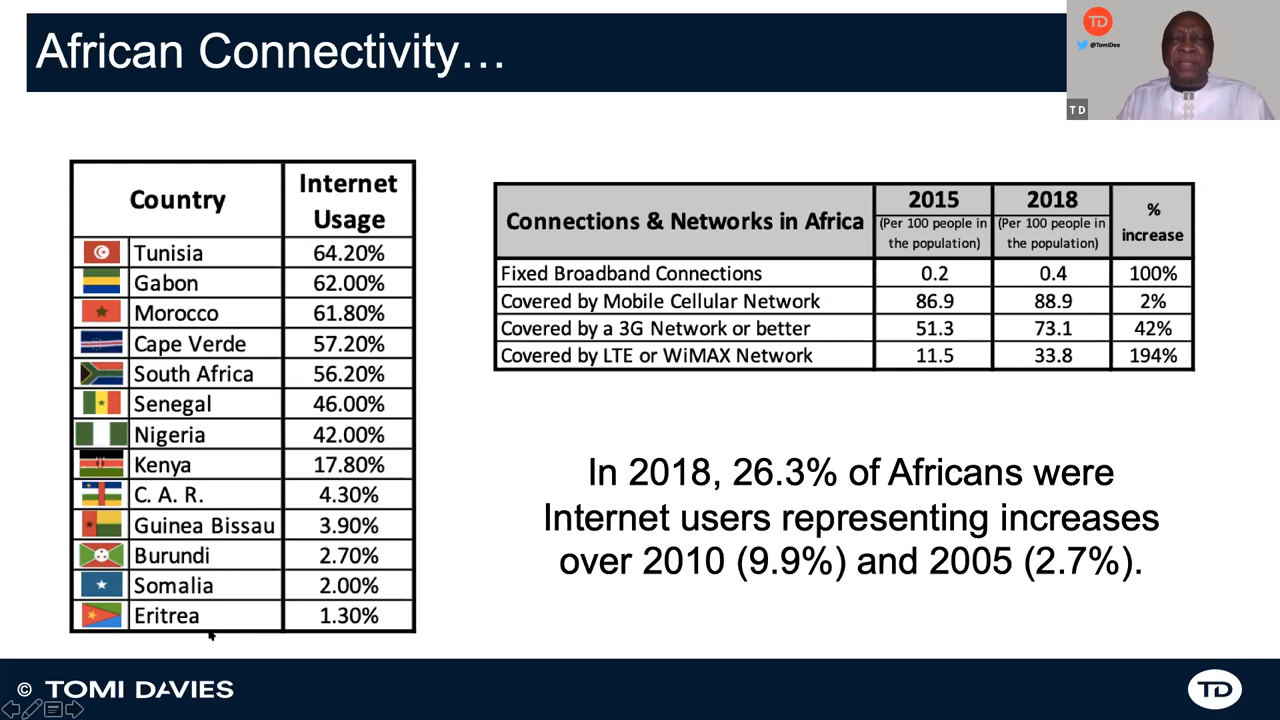 African Connectivity...
TD
@TomiDee
T D
Country Internet Usage
Tunisia 64.20%
Gabon 62.00%
Morocco 61.80%
Cape Verde 57.20%
South Africa 56.20%
Senegal 46.00%
Nigeria 42.00%
Kenya 17.80%
C. A. R. 4.30%
Guinea Bissau 3.90%
Burundi 2.70%
Somalia 2.00%
Eritrea 1.30%
Connections & Networks in Africa 2015 (Per 100 people in the population) 2018 (Per 100 people in the population) % increase
Fixed Broadband Connections 0.2 0.4 100%
Covered by Mobile Cellular Network 86.9 88.9 2%
Covered by a 3G Network or better 51.3 73.1 42%
Covered by LTE or WiMAX Network 11.5 33.8 194%
In 2018, 26.3% of Africans were
Internet users representing increases
over 2010 (9.9%) and 2005 (2.7%).
© TOMI DAVIES
TD